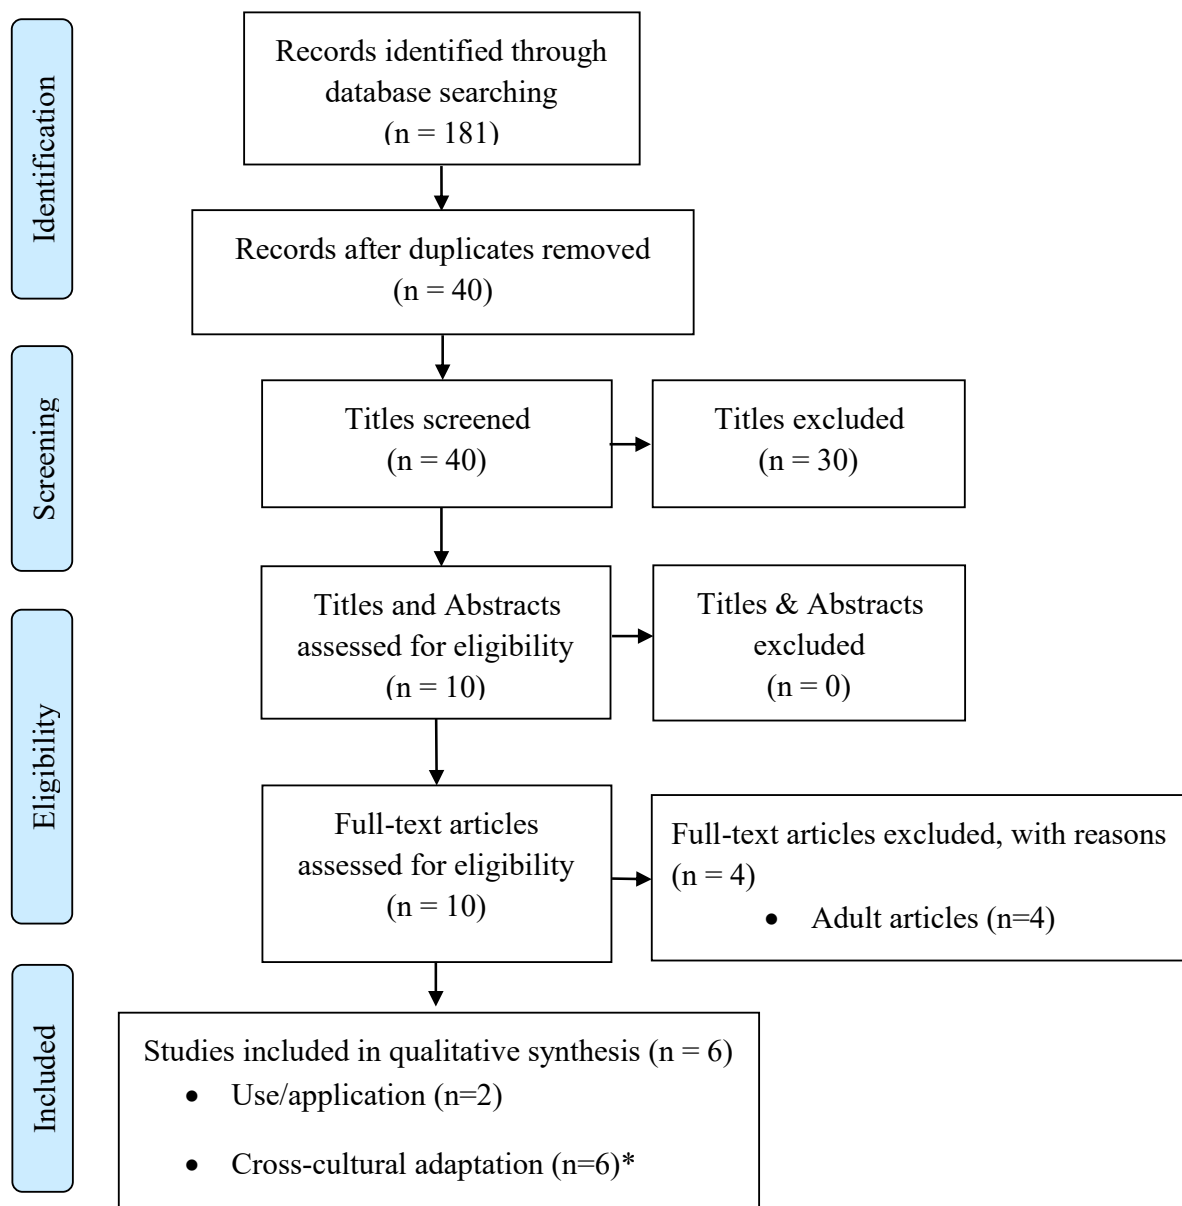 Identification
Records identified through
database searching
(n = 181)
Records after duplicates removed
(n = 40)
Screening
Titles screened
(n = 40)
Titles excluded
(n = 30)
Eligibility
Titles and Abstracts
assessed for eligibility
(n = 10)
Titles & Abstracts
excluded
(n = 0)
Full-text articles
assessed for eligibility
(n = 10)
Full-text articles excluded, with reasons
(n = 4)
• Adult articles (n=4)
Included
Studies included in qualitative synthesis (n = 6)
• Use/application (n=2)
• Cross-cultural adaptation (n=6)*